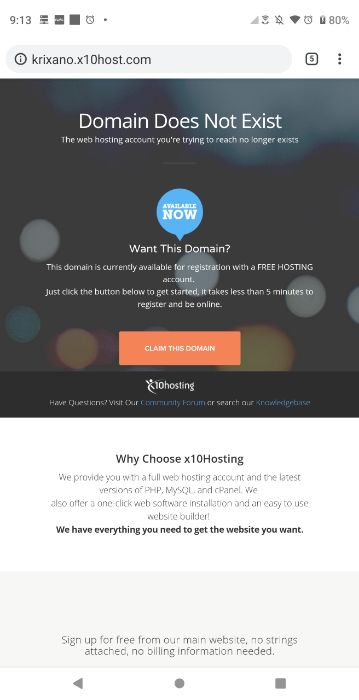 9:13
80%
krixano.x10host.com
5
Domain Does Not Exist
The web hosting account you're trying to reach no longer exists
AVAILABLE
NOW
Want This Domain?
This domain is currently available for registration with a FREE HOSTING
account.
Just click the button below to get started, it takes less than 5 minutes to
register and be online.
CLAIM THIS DOMAIN
x10hosting
Have Questions? Visit Our Community Forum or search our Knowledgebase
Why Choose x10Hosting
We provide you with a full web hosting account and the latest
versions of PHP, MySQL, and cPanel. We
also offer a one-click web software installation and an easy to use
website builder!
We have everything you need to get the website you want.
Sign up for free from our main website, no strings
attached, no billing information needed.